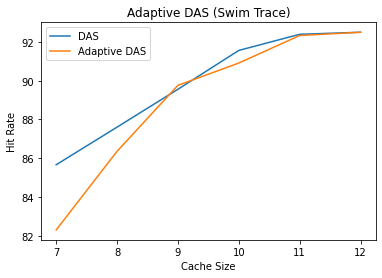 Adaptive DAS (Swim Trace)
DAS
Adaptive DAS
Hit Rate
92
90
88
86
84
82
7 8 9 10 11 12
Cache Size